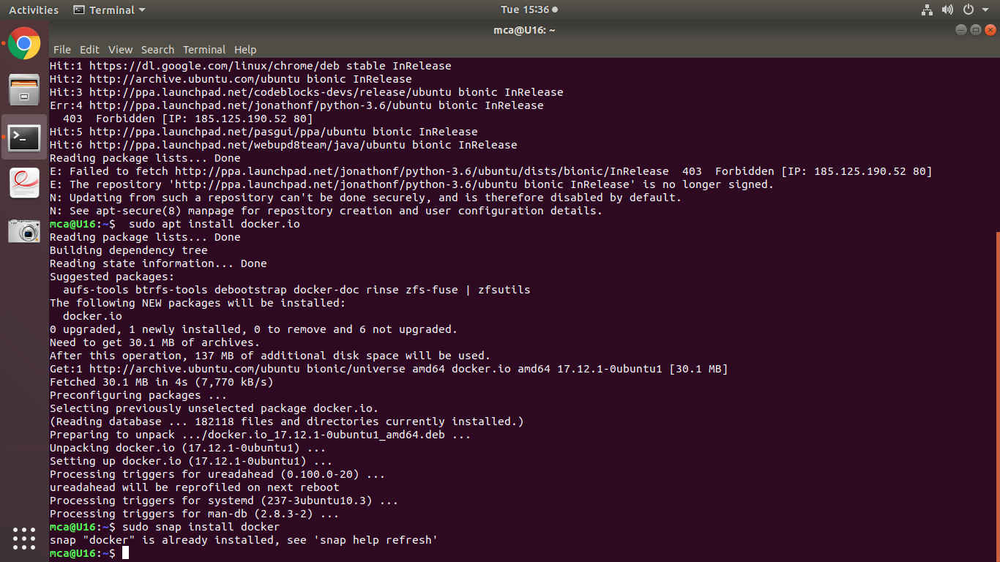 Activities Terminal Tue 15:36
mca@U16: ~
File Edit View Search Terminal Help
Hit:1 https://dl.google.com/linux/chrome/deb stable InRelease
Hit:2 http://archive.ubuntu.com/ubuntu bionic InRelease
Hit:3 http://ppa.launchpad.net/codeblocks-devs/release/ubuntu bionic InRelease
Err:4 http://ppa.launchpad.net/jonathonf/python-3.6/ubuntu bionic InRelease
  403  Forbidden [IP: 185.125.190.52 80]
Hit:5 http://ppa.launchpad.net/pasgui/ppa/ubuntu bionic InRelease
Hit:6 http://ppa.launchpad.net/webupd8team/java/ubuntu bionic InRelease
Reading package lists... Done
E: Failed to fetch http://ppa.launchpad.net/jonathonf/python-3.6/ubuntu/dists/bionic/InRelease  403  Forbidden [IP: 185.125.190.52 80]
E: The repository 'http://ppa.launchpad.net/jonathonf/python-3.6/ubuntu bionic InRelease' is no longer signed.
N: Updating from such a repository can't be done securely, and is therefore disabled by default.
N: See apt-secure(8) manpage for repository creation and user configuration details.
mca@U16:~$  sudo apt install docker.io
Reading package lists... Done
Building dependency tree
Reading state information... Done
Suggested packages:
  aufs-tools btrfs-tools debootstrap docker-doc rinse zfs-fuse | zfsutils
The following NEW packages will be installed:
  docker.io
0 upgraded, 1 newly installed, 0 to remove and 6 not upgraded.
Need to get 30.1 MB of archives.
After this operation, 137 MB of additional disk space will be used.
Get:1 http://archive.ubuntu.com/ubuntu bionic/universe amd64 docker.io amd64 17.12.1-0ubuntu1 [30.1 MB]
Fetched 30.1 MB in 4s (7,770 kB/s)
Preconfiguring packages ...
Selecting previously unselected package docker.io.
(Reading database ... 182118 files and directories currently installed.)
Preparing to unpack .../docker.io_17.12.1-0ubuntu1_amd64.deb ...
Unpacking docker.io (17.12.1-0ubuntu1) ...
Setting up docker.io (17.12.1-0ubuntu1) ...
Processing triggers for ureadahead (0.100.0-20) ...
ureadahead will be reprofiled on next reboot
Processing triggers for systemd (237-3ubuntu10.3) ...
Processing triggers for man-db (2.8.3-2) ...
mca@U16:~$ sudo snap install docker
snap "docker" is already installed, see 'snap help refresh'
mca@U16:~$